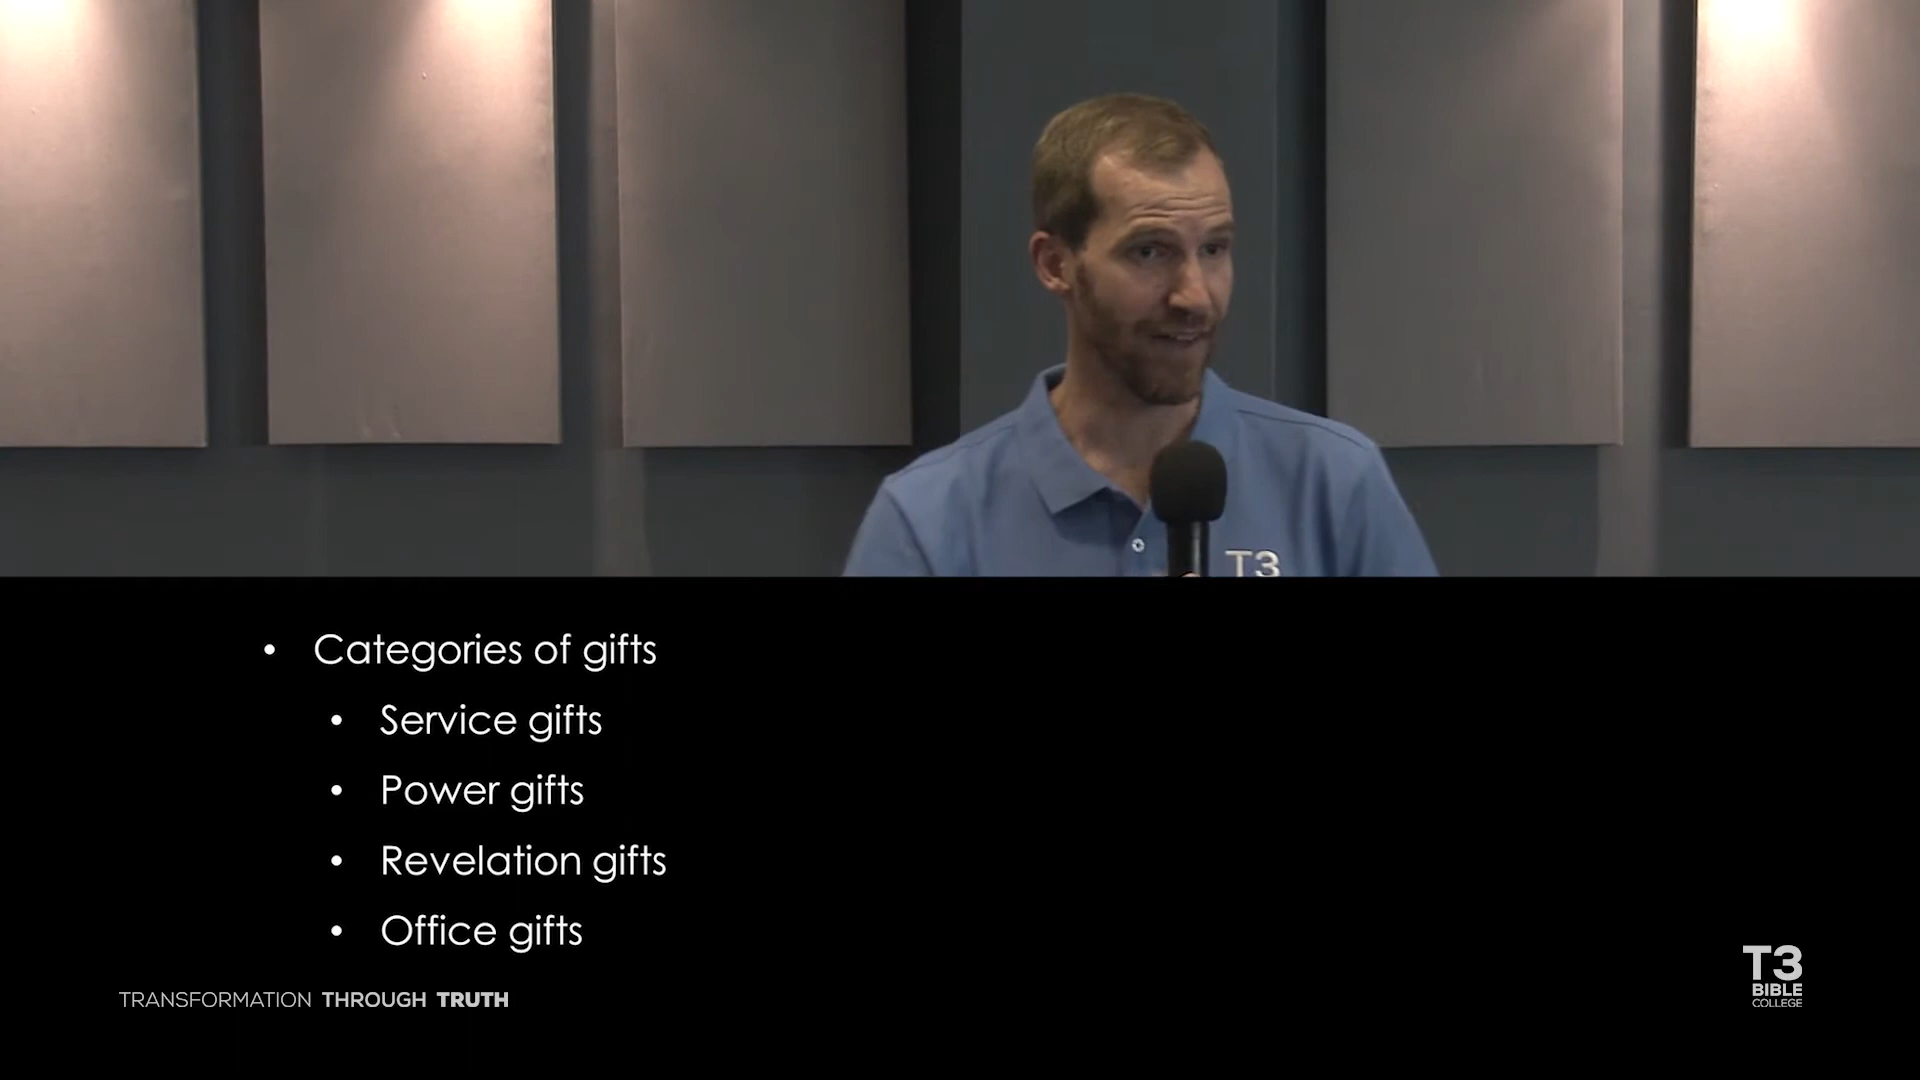 T3
• Categories of gifts
• Service gifts
• Power gifts
• Revelation gifts
• Office gifts
TRANSFORMATION THROUGH TRUTH
T3
BIBLE
COLLEGE